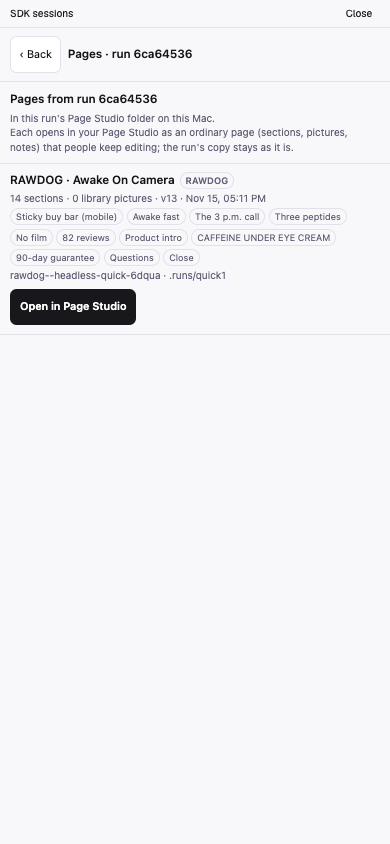 SDK sessions Close
‹ Back Pages · run 6ca64536
Pages from run 6ca64536
In this run's Page Studio folder on this Mac.
Each opens in your Page Studio as an ordinary page (sections, pictures,
notes) that people keep editing; the run's copy stays as it is.
RAWDOG · Awake On Camera RAWDOG
14 sections · 0 library pictures · v13 · Nov 15, 05:11 PM
Sticky buy bar (mobile) Awake fast The 3 p.m. call Three peptides
No film 82 reviews Product intro CAFFEINE UNDER EYE CREAM
90-day guarantee Questions Close
rawdog--headless-quick-6dqua · .runs/quick1
Open in Page Studio